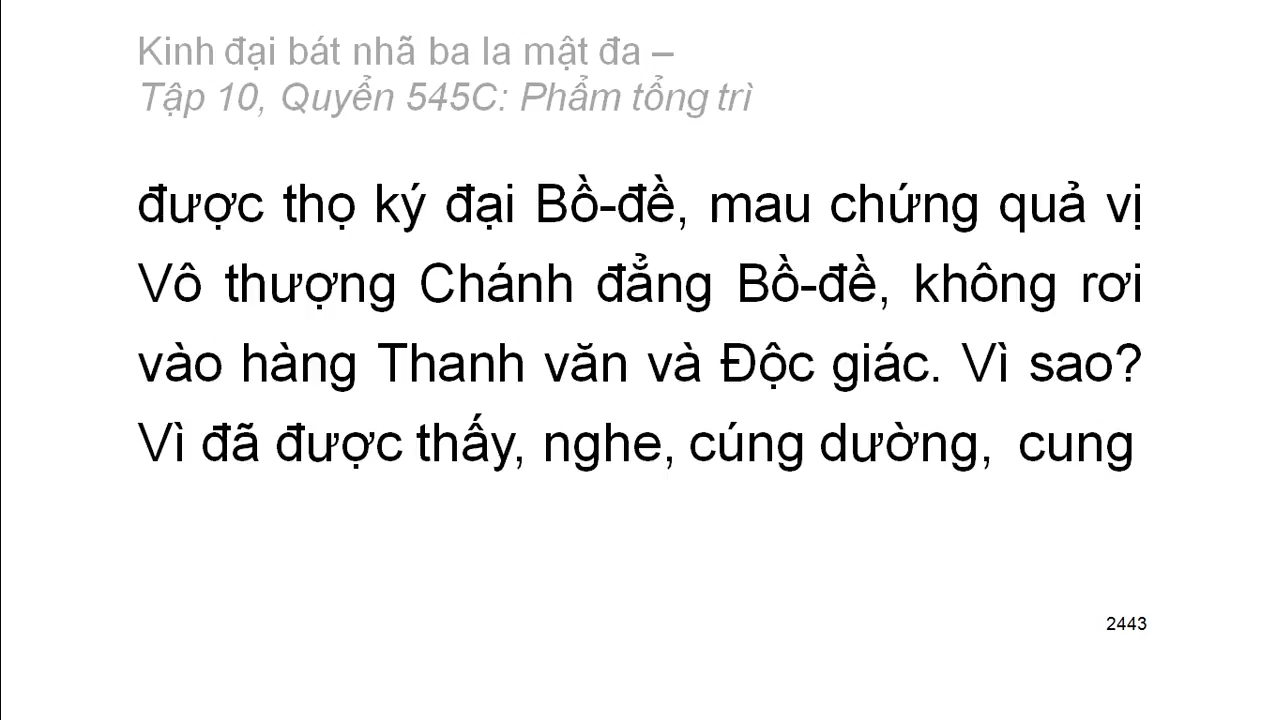 Kinh đại bát nhã ba la mật đa –
Tập 10, Quyển 545C: Phẩm tổng trì
được thọ ký đại Bồ-đề, mau chứng quả vị
Vô thượng Chánh đẳng Bồ-đề, không rơi
vào hàng Thanh văn và Độc giác. Vì sao?
Vì đã được thấy, nghe, cúng dường, cung
2443